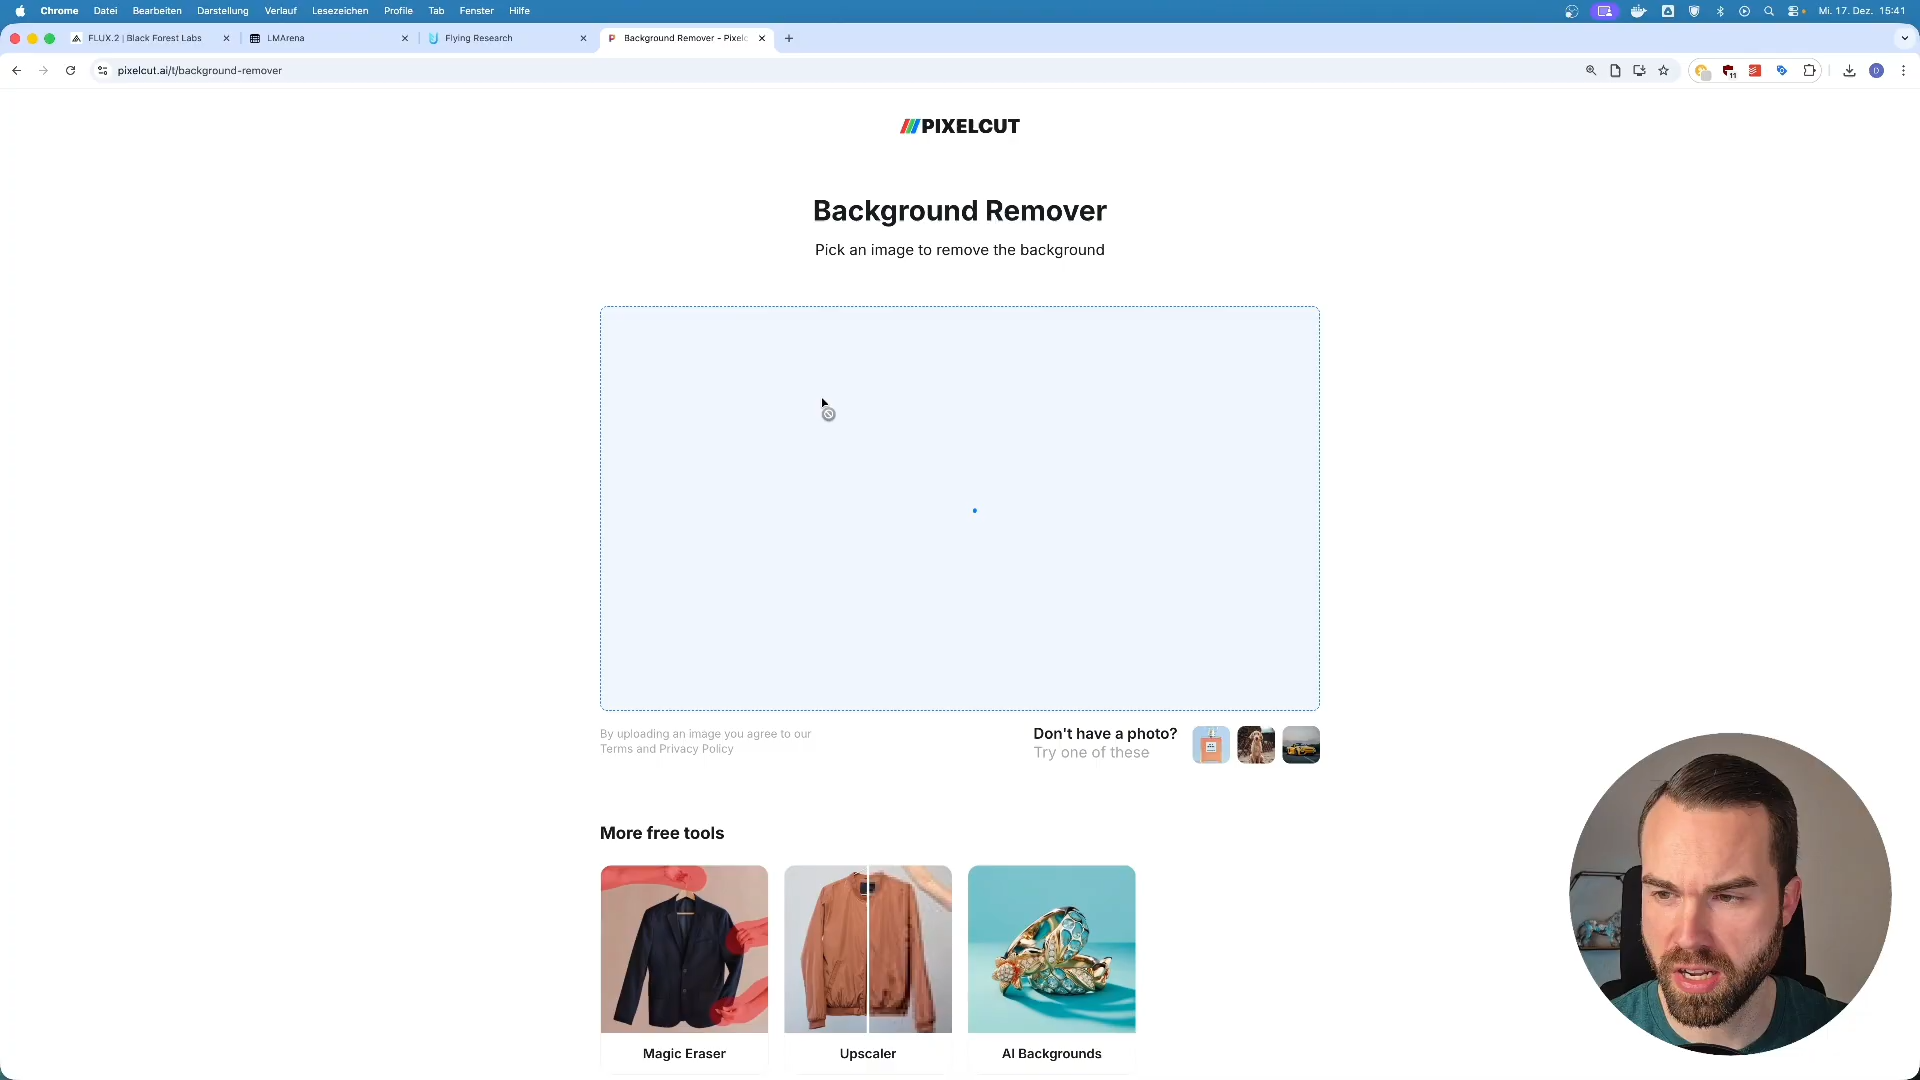 Chrome Datei Bearbeiten Darstellung Verlauf Lesezeichen Profile Tab Fenster Hilfe Mi. 17. Dez. 15:41
FLUX.2 | Black Forest Labs LMArena Flying Research Background Remover - Pixelc
pixelcut.ai/t/background-remover 11 D
PIXELCUT
Background Remover
Pick an image to remove the background
By uploading an image you agree to our
Terms and Privacy Policy
Don't have a photo?
Try one of these
More free tools
Magic Eraser Upscaler AI Backgrounds